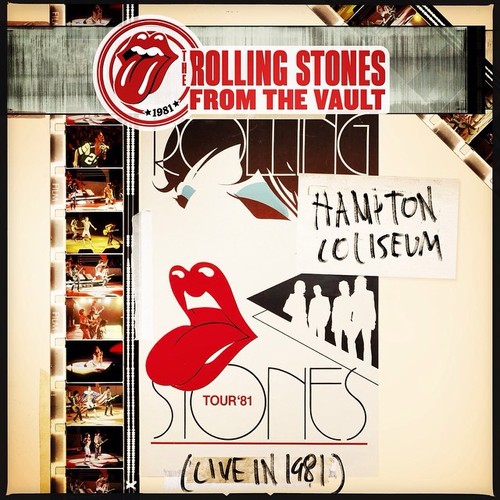 THE
ROLLING STONES
FROM THE VAULT
★1981★
ROLLING
HAMPTON
COLISEUM
STONES
TOUR'81
(LIVE IN 1981)